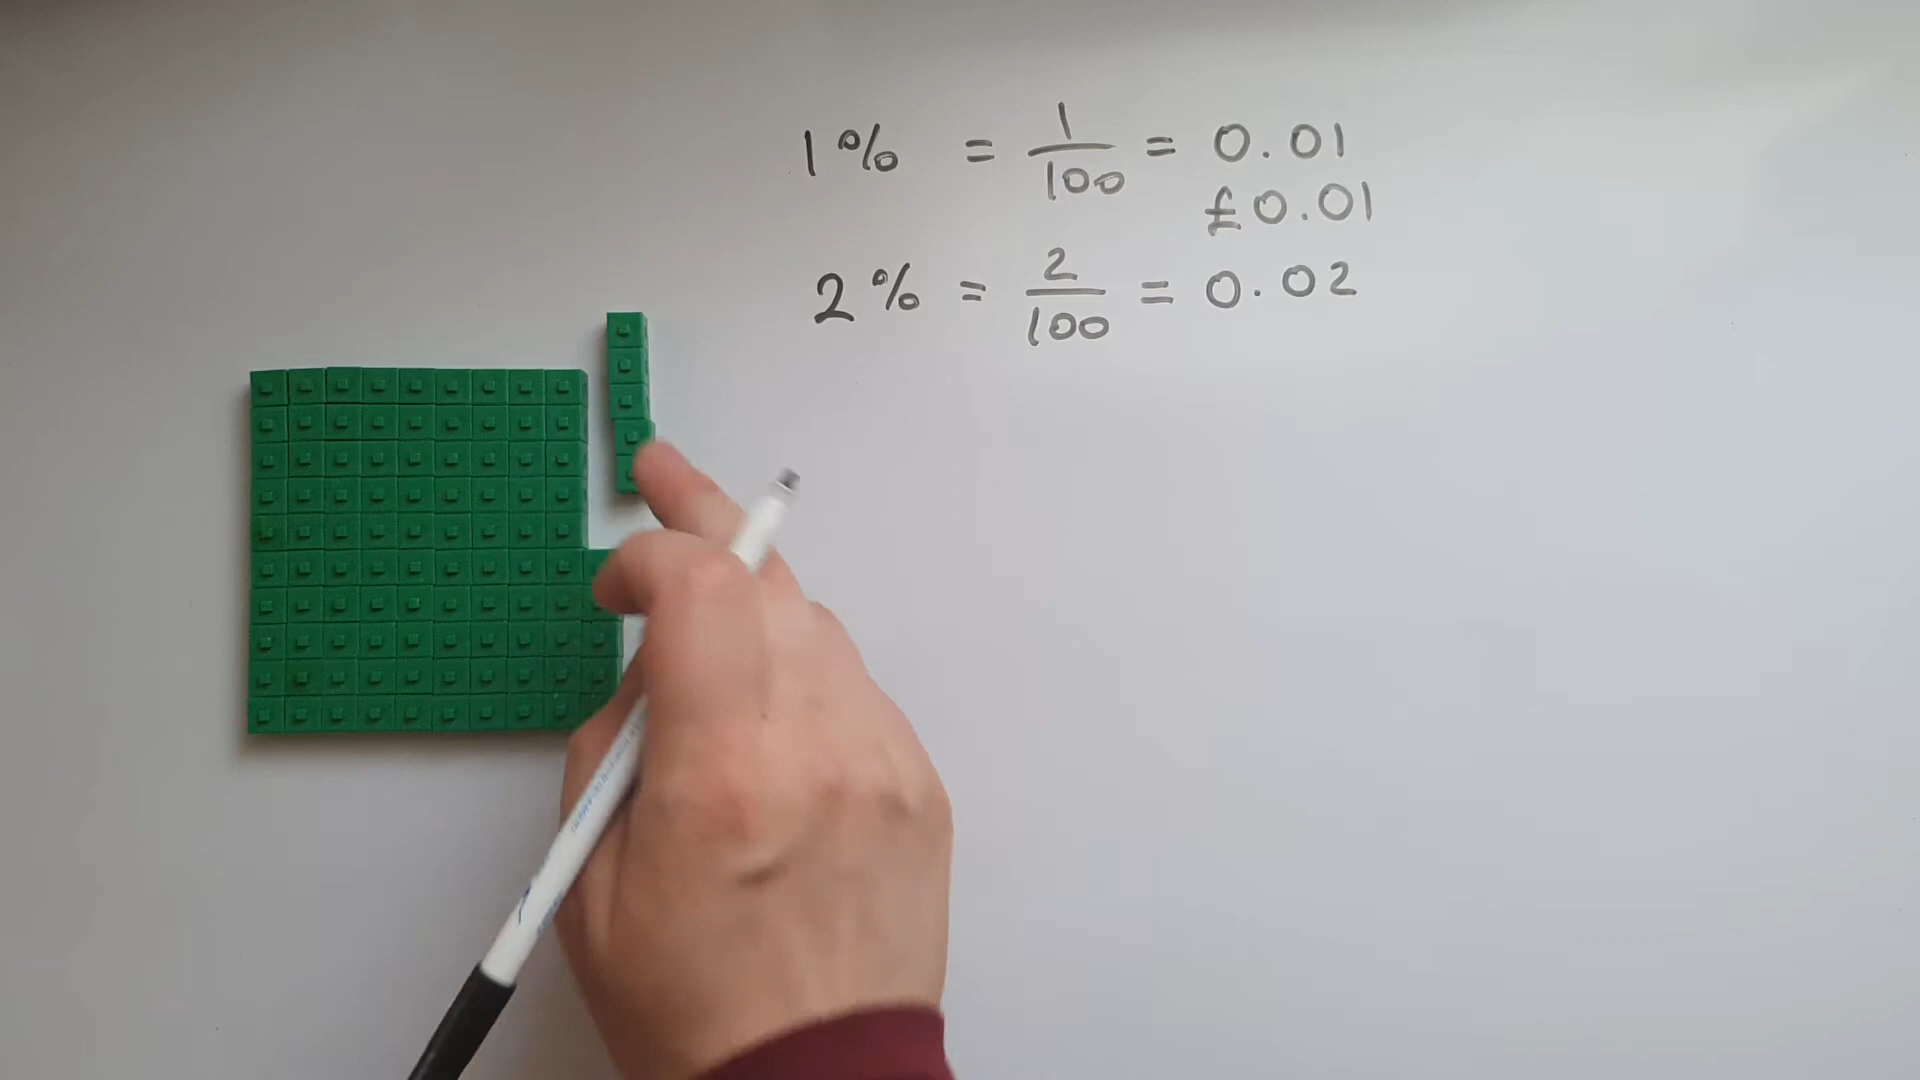 1% = 1/100 = 0.01
£0.01
2% = 2/100 = 0.02